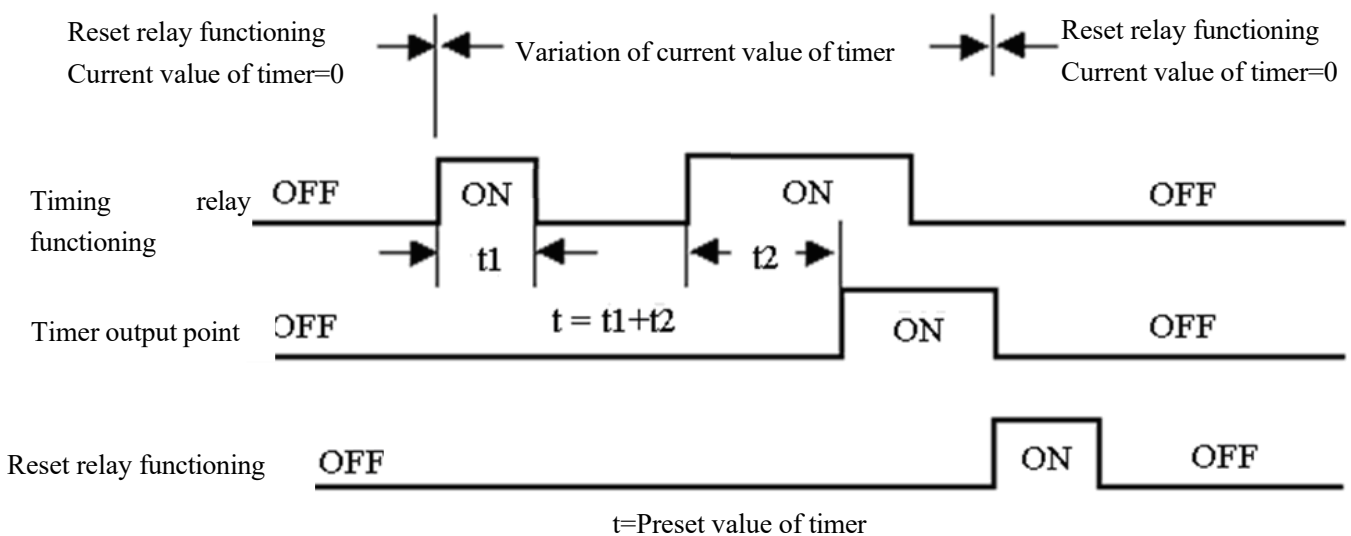 Reset relay functioning
Current value of timer=0
Variation of current value of timer
Reset relay functioning
Current value of timer=0
Timing relay
functioning
OFF
ON
ON
OFF
t1
t2
Timer output point
OFF
t = t1+t2
ON
OFF
Reset relay functioning
OFF
ON
OFF
t=Preset value of timer